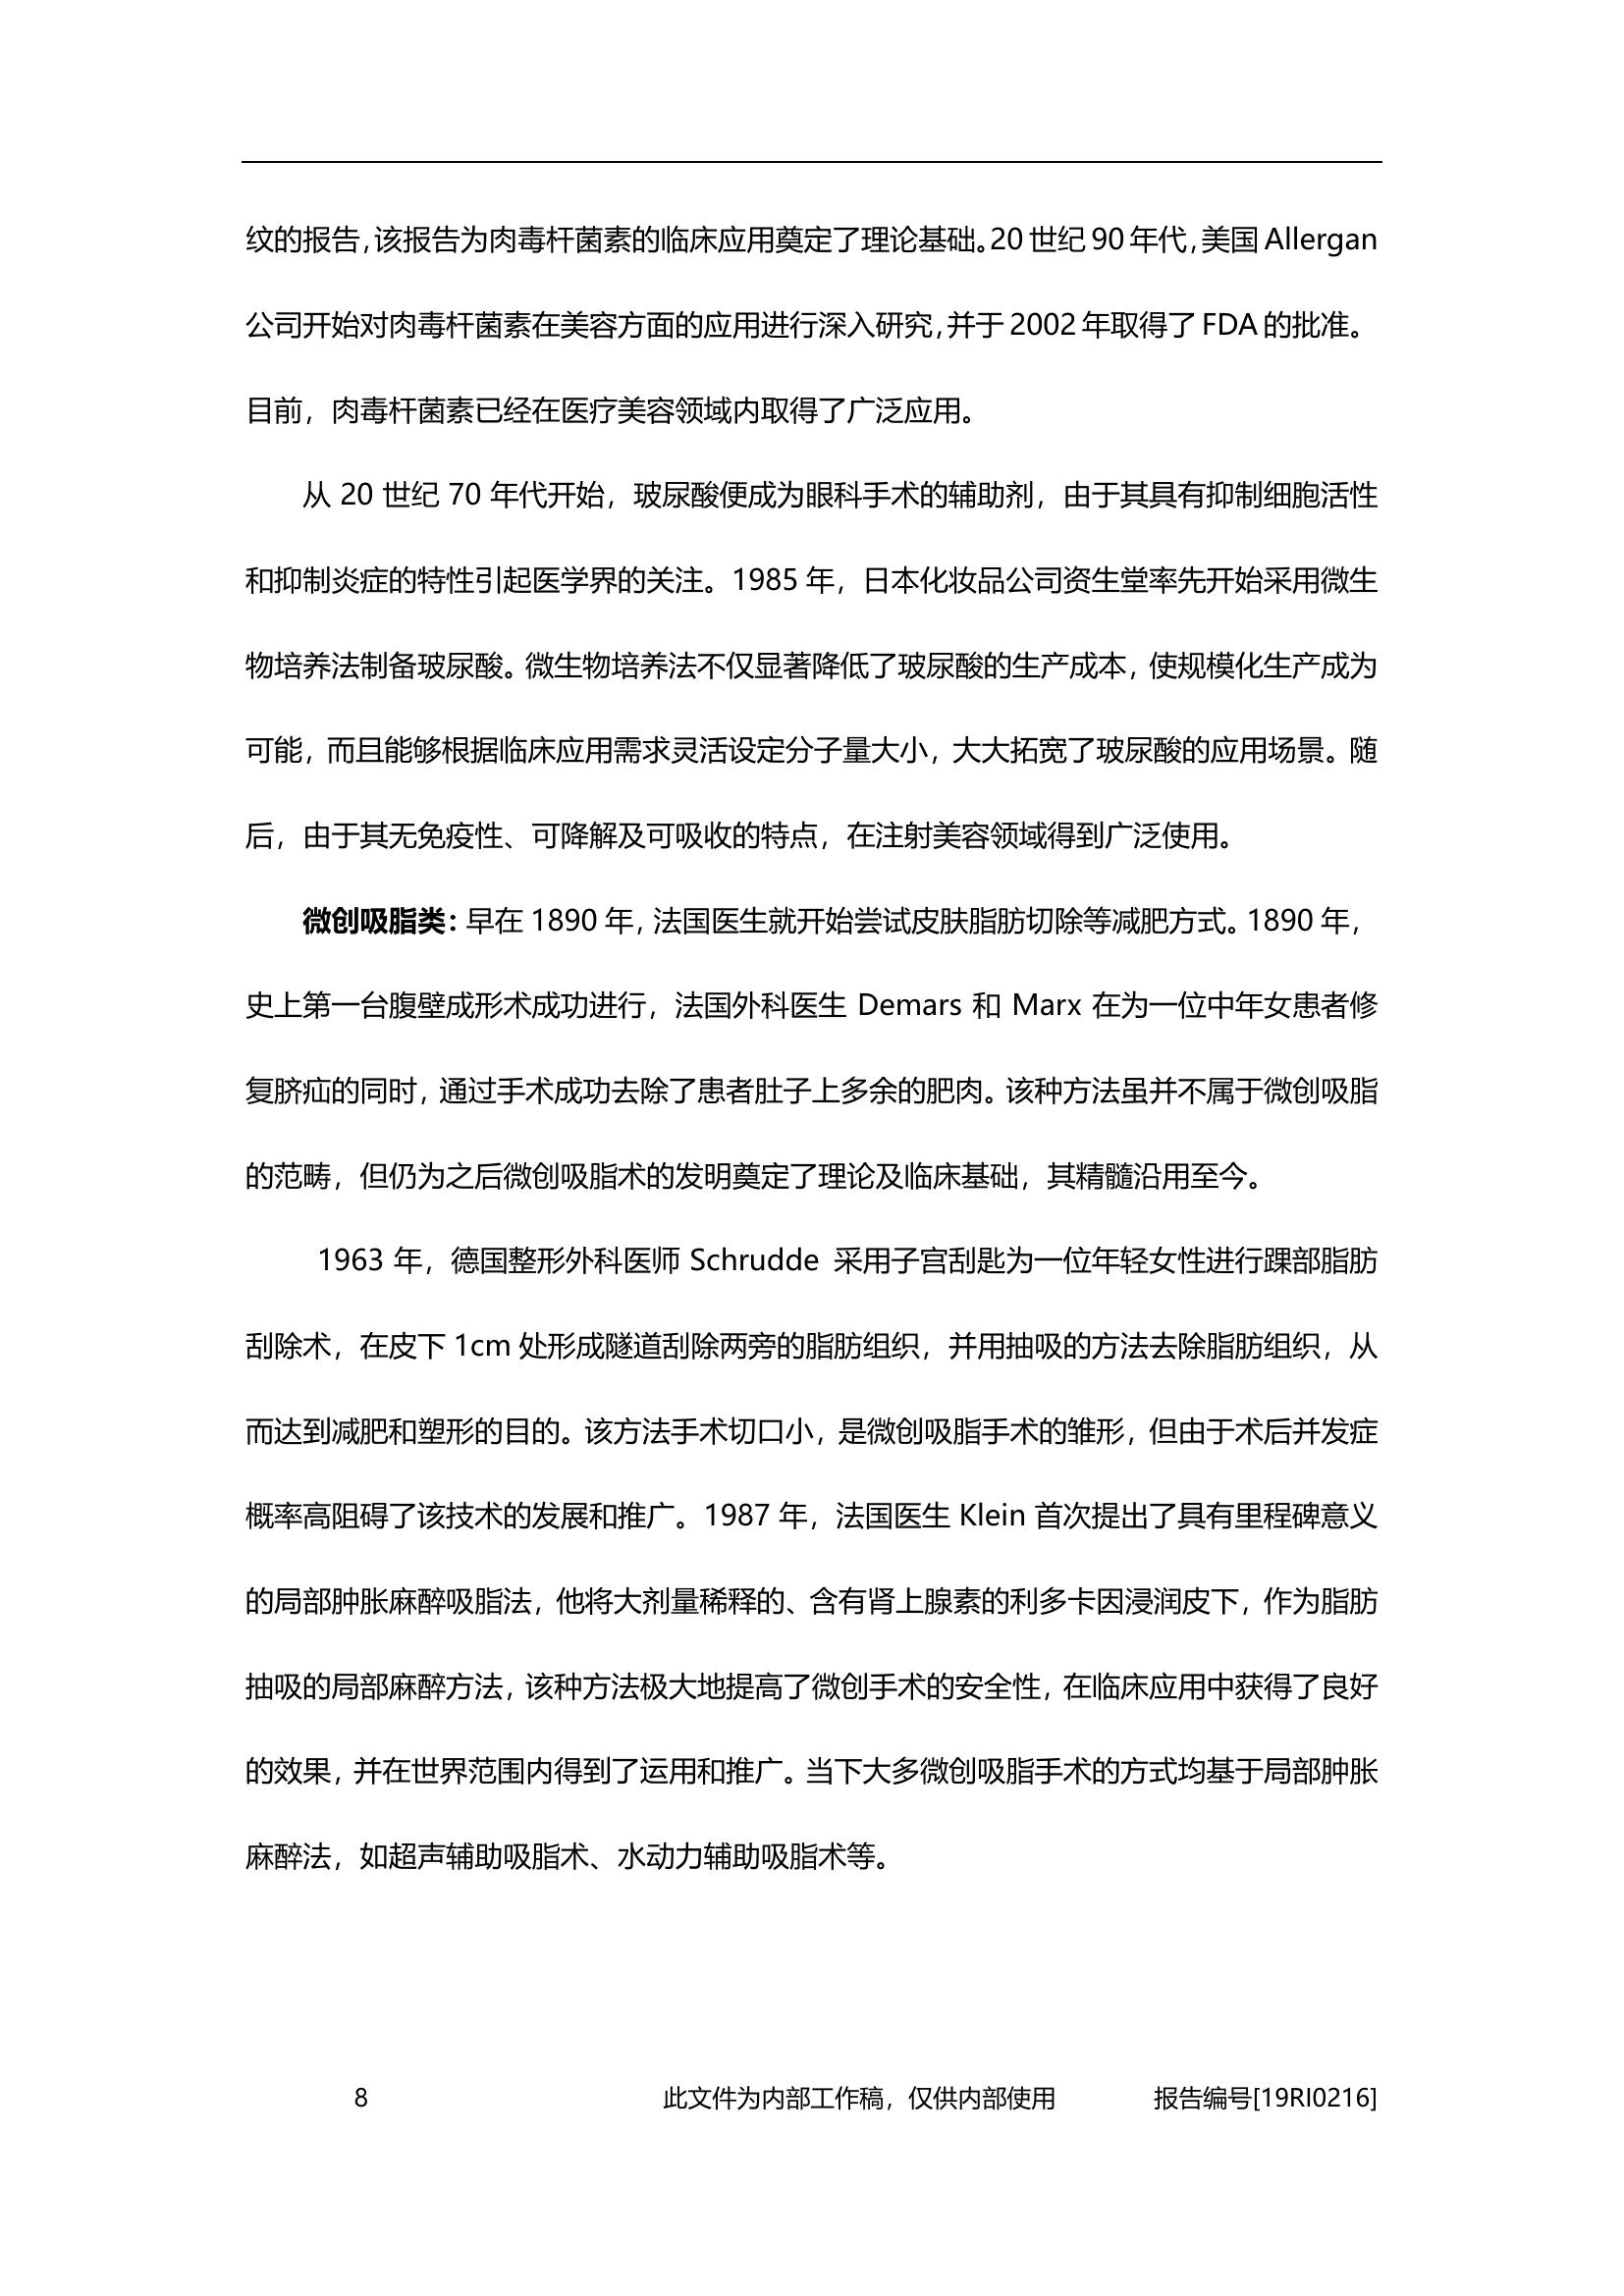 纹的报告，该报告为肉毒杆菌素的临床应用奠定了理论基础。20 世纪 90 年代，美国 Allergan
公司开始对肉毒杆菌素在美容方面的应用进行深入研究，并于 2002 年取得了 FDA 的批准。
目前，肉毒杆菌素已经在医疗美容领域内取得了广泛应用。
从 20 世纪 70 年代开始，玻尿酸便成为眼科手术的辅助剂，由于其具有抑制细胞活性
和抑制炎症的特性引起医学界的关注。1985 年，日本化妆品公司资生堂率先开始采用微生
物培养法制备玻尿酸。微生物培养法不仅显著降低了玻尿酸的生产成本，使规模化生产成为
可能，而且能够根据临床应用需求灵活设定分子量大小，大大拓宽了玻尿酸的应用场景。随
后，由于其无免疫性、可降解及可吸收的特点，在注射美容领域得到广泛使用。
微创吸脂类：早在 1890 年，法国医生就开始尝试皮肤脂肪切除等减肥方式。1890 年，
史上第一台腹壁成形术成功进行，法国外科医生 Demars 和 Marx 在为一位中年女患者修
复脐疝的同时，通过手术成功去除了患者肚子上多余的肥肉。该种方法虽并不属于微创吸脂
的范畴，但仍为之后微创吸脂术的发明奠定了理论及临床基础，其精髓沿用至今。
1963 年，德国整形外科医师 Schrudde 采用子宫刮匙为一位年轻女性进行踝部脂肪
刮除术，在皮下 1cm 处形成隧道刮除两旁的脂肪组织，并用抽吸的方法去除脂肪组织，从
而达到减肥和塑形的目的。该方法手术切口小，是微创吸脂手术的雏形，但由于术后并发症
概率高阻碍了该技术的发展和推广。1987 年，法国医生 Klein 首次提出了具有里程碑意义
的局部肿胀麻醉吸脂法，他将大剂量稀释的、含有肾上腺素的利多卡因浸润皮下，作为脂肪
抽吸的局部麻醉方法，该种方法极大地提高了微创手术的安全性，在临床应用中获得了良好
的效果，并在世界范围内得到了运用和推广。当下大多微创吸脂手术的方式均基于局部肿胀
麻醉法，如超声辅助吸脂术、水动力辅助吸脂术等。
8 此文件为内部工作稿，仅供内部使用 报告编号[19RI0216]